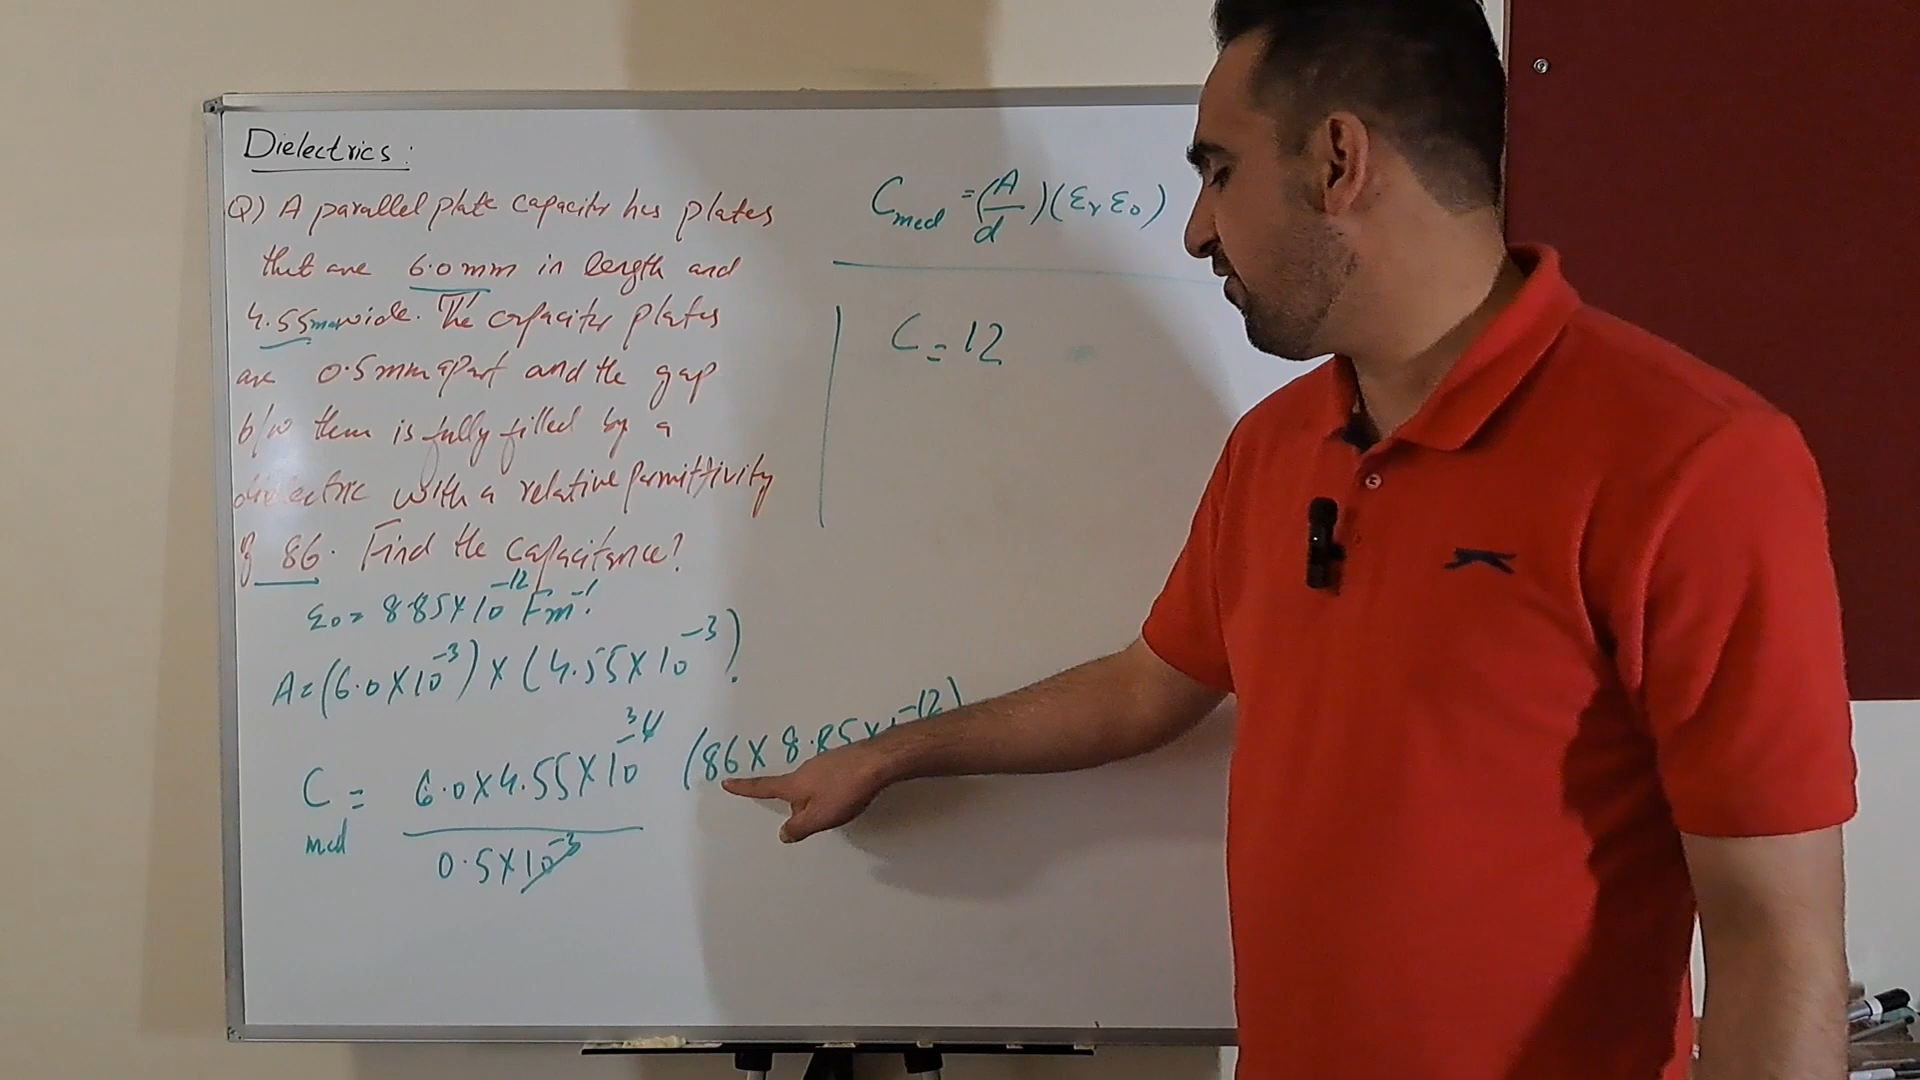 Dielectrics:
Q) A parallel plate capacitor has plates
that are 6.0mm in length and
4.55mm wide. The capacitor plates
are 0.5mm apart and the gap
b/w them is fully filled by a
dielectric with a relative permittivity
of 86. Find the capacitance?
ε₀ = 8.85×10⁻¹² Fm⁻¹.
A = (6.0×10⁻³) × (4.55×10⁻³).
C med = 6.0×4.55×10⁻³ / 0.5×10⁻³ (86×8.85× ⁻¹²)
C med = (A/d)(εᵣ ε₀)
C = 12